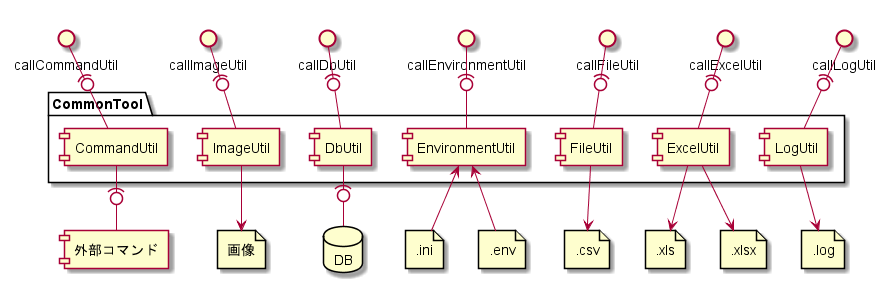 callCommandUtil
callImageUtil
callDbUtil
callEnvironmentUtil
callFileUtil
callExcelUtil
callLogUtil
CommonTool
CommandUtil
ImageUtil
DbUtil
EnvironmentUtil
FileUtil
ExcelUtil
LogUtil
外部コマンド
画像
DB
.ini
.env
.csv
.xls
.xlsx
.log